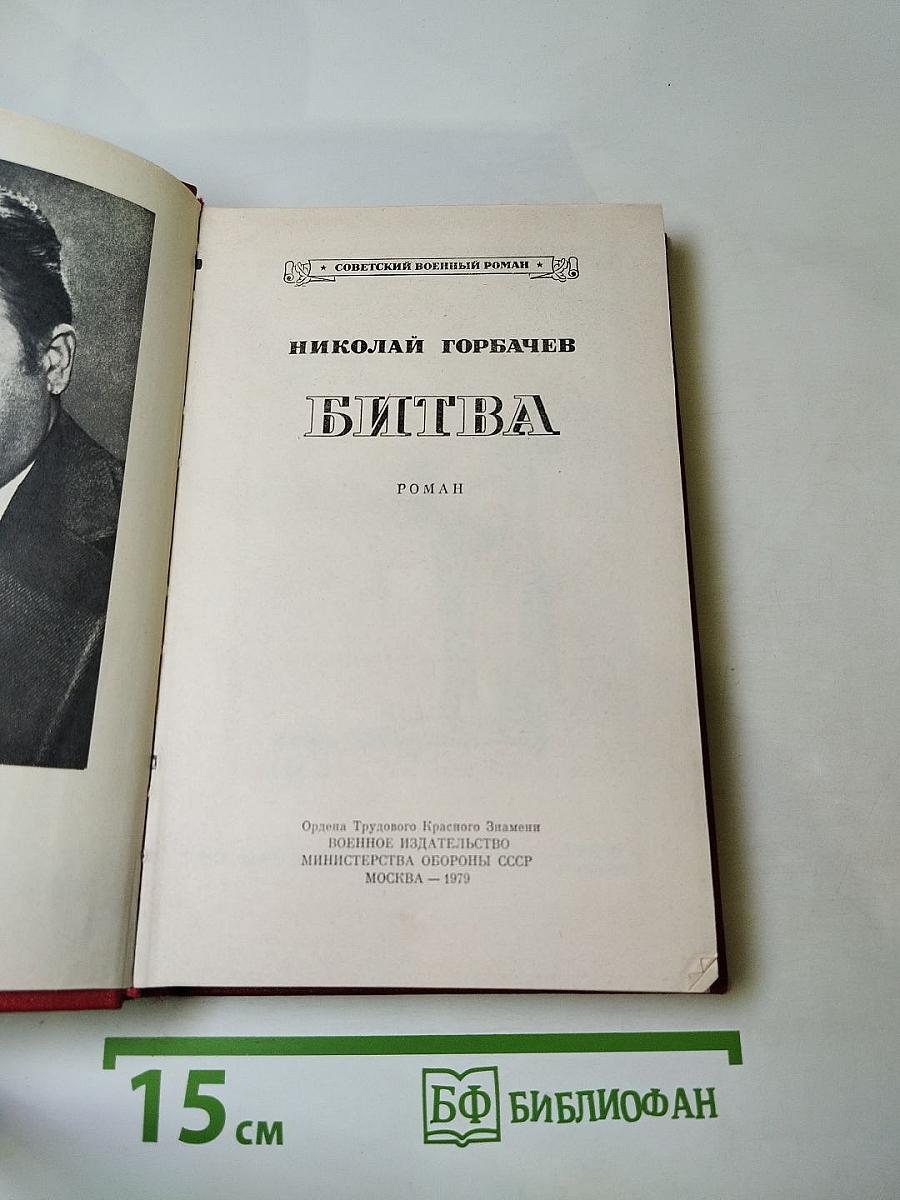 ★ СОВЕТСКИЙ ВОЕННЫЙ РОМАН ★
НИКОЛАЙ ГОРБАЧЕВ
БИТВА
РОМАН
Ордена Трудового Красного Знамени
ВОЕННОЕ ИЗДАТЕЛЬСТВО
МИНИСТЕРСТВА ОБОРОНЫ СССР
МОСКВА — 1979
15 см
БФ БИБЛИОФАН